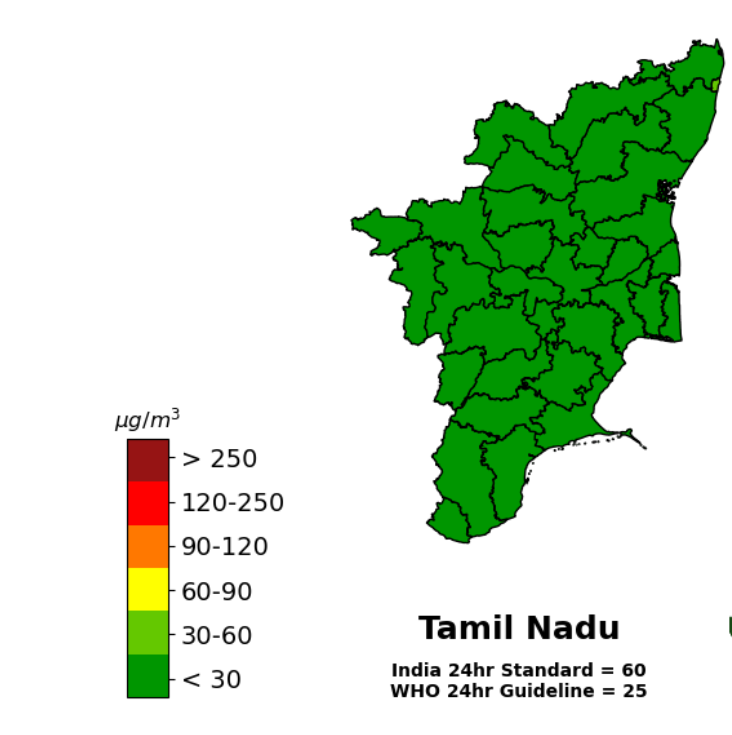 μg/m³
> 250
120-250
90-120
60-90
30-60
< 30
Tamil Nadu
India 24hr Standard = 60
WHO 24hr Guideline = 25